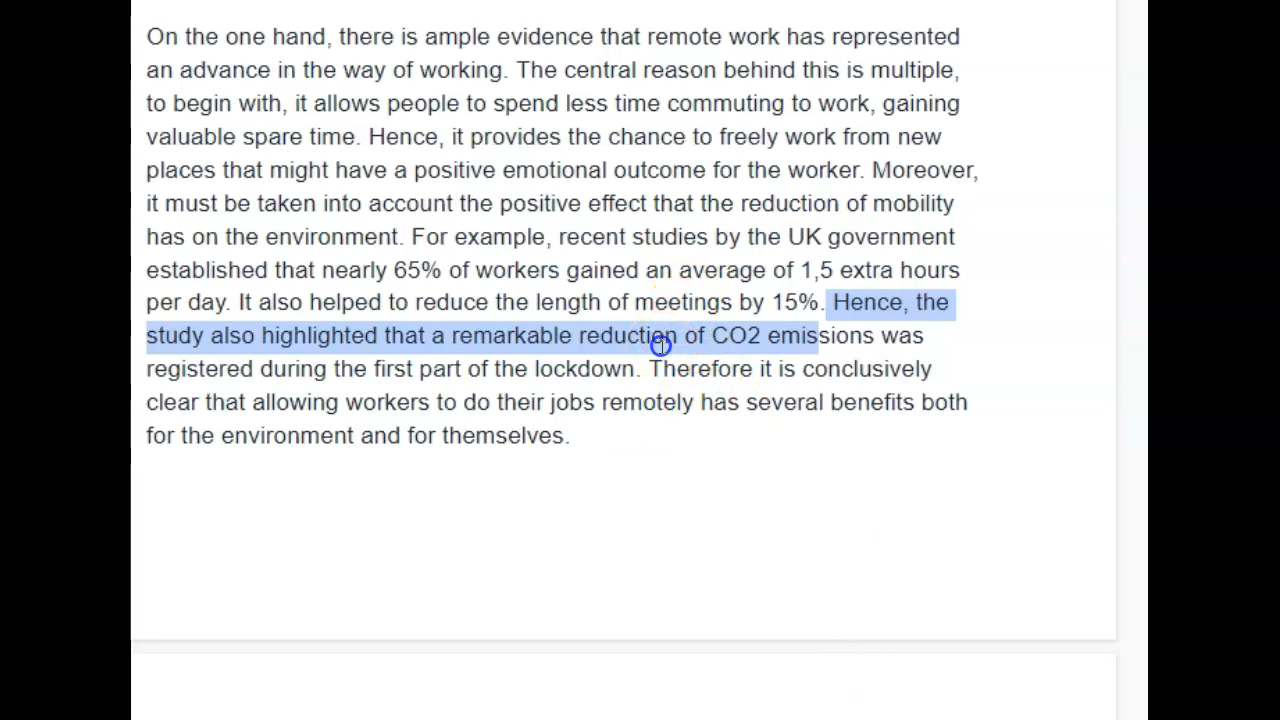 On the one hand, there is ample evidence that remote work has represented
an advance in the way of working. The central reason behind this is multiple,
to begin with, it allows people to spend less time commuting to work, gaining
valuable spare time. Hence, it provides the chance to freely work from new
places that might have a positive emotional outcome for the worker. Moreover,
it must be taken into account the positive effect that the reduction of mobility
has on the environment. For example, recent studies by the UK government
established that nearly 65% of workers gained an average of 1,5 extra hours
per day. It also helped to reduce the length of meetings by 15%. Hence, the
study also highlighted that a remarkable reduction of CO2 emissions was
registered during the first part of the lockdown. Therefore it is conclusively
clear that allowing workers to do their jobs remotely has several benefits both
for the environment and for themselves.